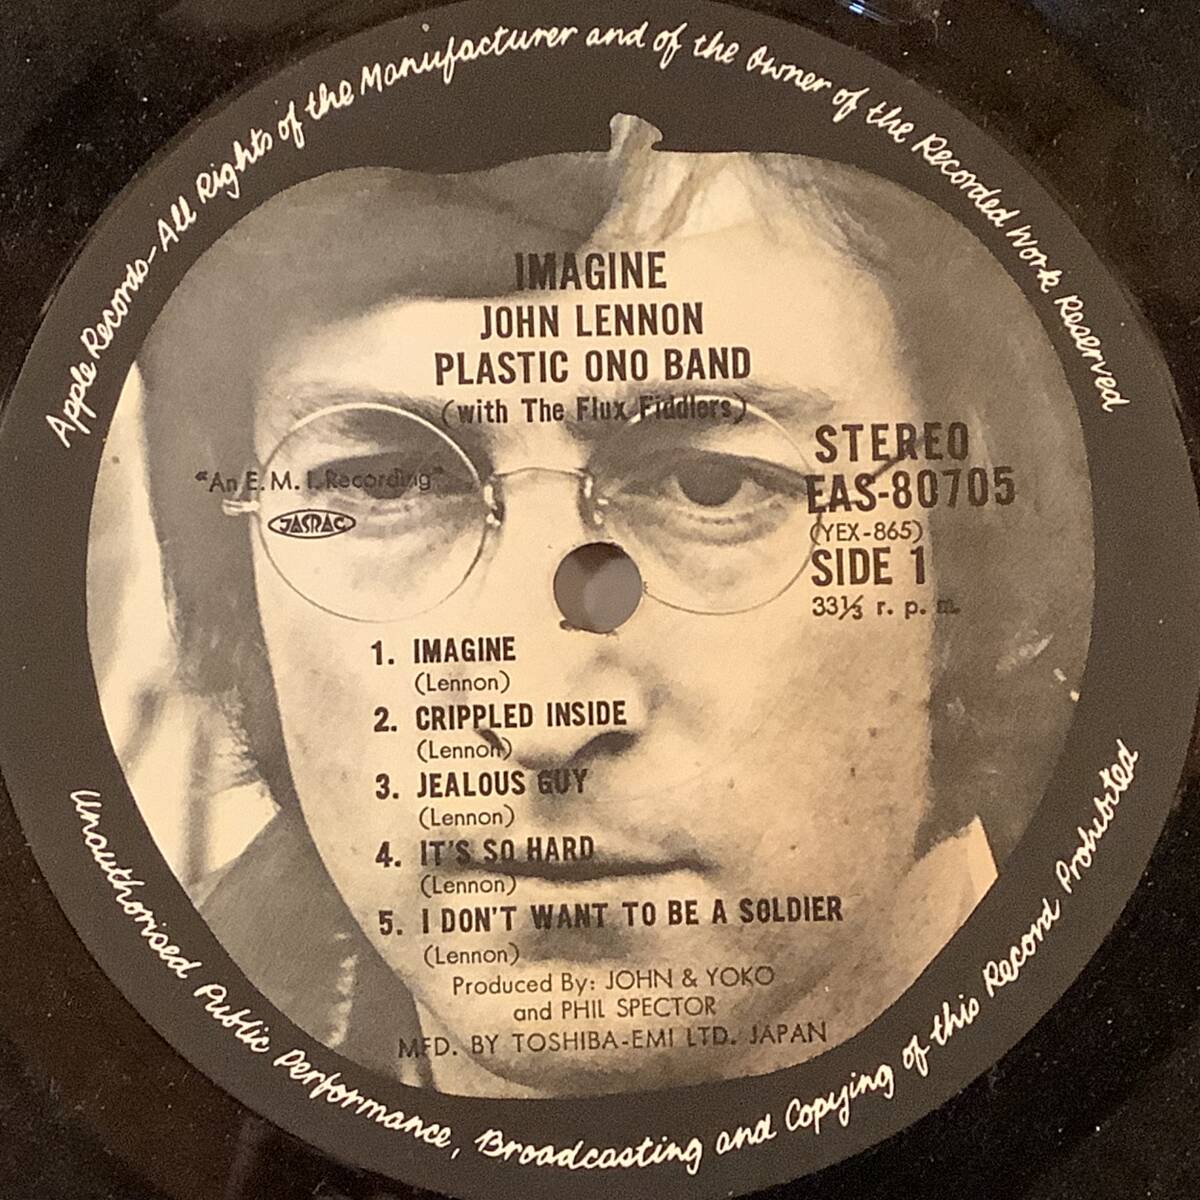 Apple Records-All Rights of the Manufacturer and of the Owner of the Recorded Work Reserved
IMAGINE
JOHN LENNON
PLASTIC ONO BAND
(with The Flux Fiddlers)
"An E. M. I. Recording"
JASRAC
STEREO
EAS-80705
(YEX-865)
SIDE 1
33⅓ r. p. m.
1. IMAGINE
(Lennon)
2. CRIPPLED INSIDE
(Lennon)
3. JEALOUS GUY
(Lennon)
4. IT'S SO HARD
(Lennon)
5. I DON'T WANT TO BE A SOLDIER
(Lennon)
Produced By: JOHN & YOKO
and PHIL SPECTOR
MFD. BY TOSHIBA-EMI LTD. JAPAN
Unauthorised Public Performance, Broadcasting and Copying of this Record Prohibited